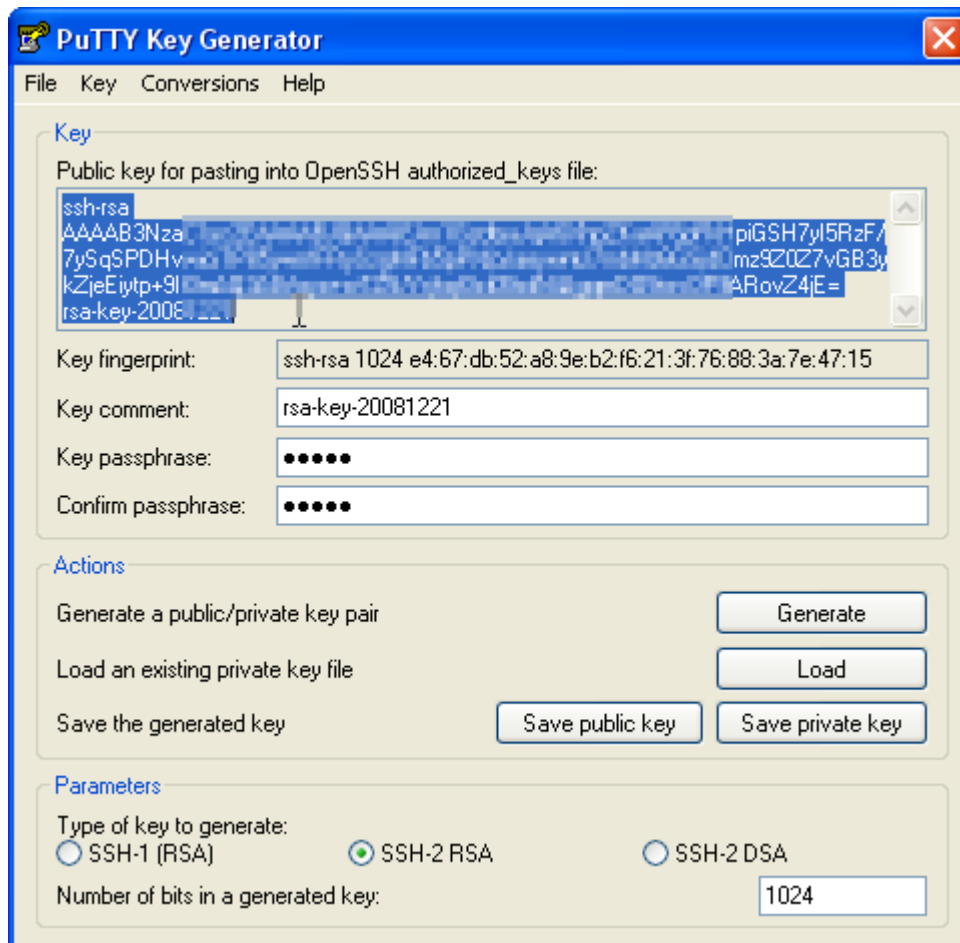 PuTTY Key Generator
File Key Conversions Help
Key
Public key for pasting into OpenSSH authorized_keys file:
ssh-rsa
AAAAB3Nza piGSH7yl5RzF/
7ySqSPDHv mz9Z0Z7vGB3y
kZjeEiytp+9l ARovZ4jE=
rsa-key-2008
Key fingerprint: ssh-rsa 1024 e4:67:db:52:a8:9e:b2:f6:21:3f:76:88:3a:7e:47:15
Key comment: rsa-key-20081221
Key passphrase: ●●●●●
Confirm passphrase: ●●●●●
Actions
Generate a public/private key pair Generate
Load an existing private key file Load
Save the generated key Save public key Save private key
Parameters
Type of key to generate:
SSH-1 (RSA) SSH-2 RSA SSH-2 DSA
Number of bits in a generated key: 1024